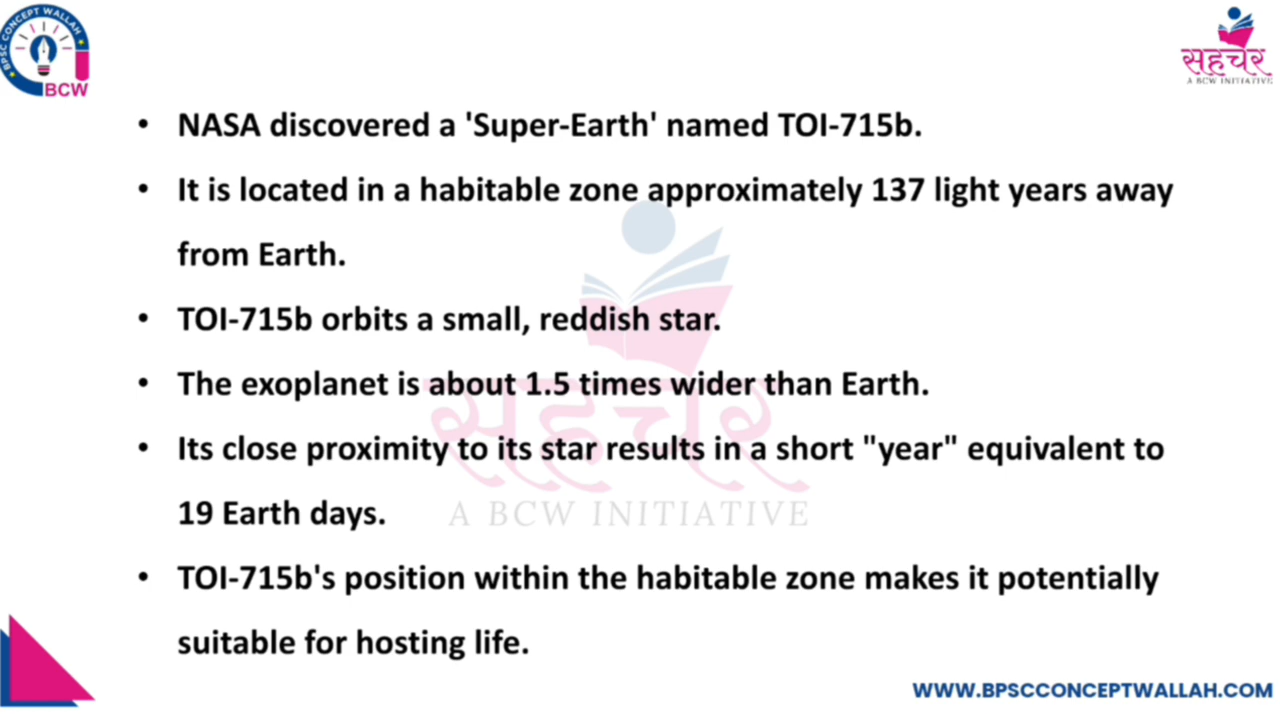 BPSC CONCEPT WALLAH
BCW
सहचर
A BCW INITIATIVE
• NASA discovered a 'Super-Earth' named TOI-715b.
• It is located in a habitable zone approximately 137 light years away
from Earth.
• TOI-715b orbits a small, reddish star.
• The exoplanet is about 1.5 times wider than Earth.
• Its close proximity to its star results in a short "year" equivalent to
19 Earth days.
• TOI-715b's position within the habitable zone makes it potentially
suitable for hosting life.
सहचर
A BCW INITIATIVE
WWW.BPSCCONCEPTWALLAH.COM